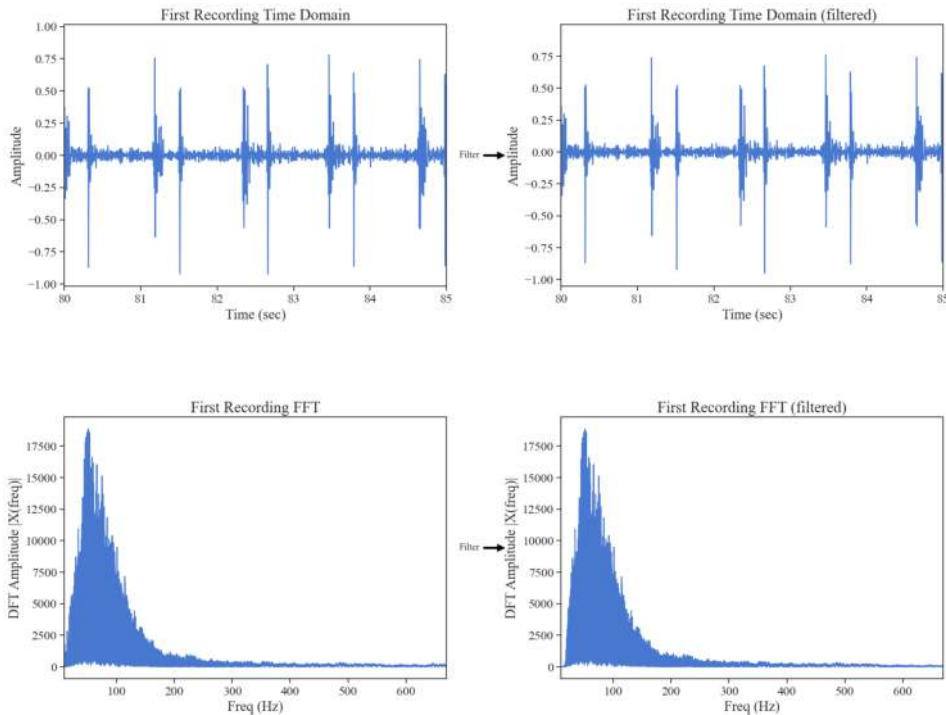 First Recording Time Domain
1.00
0.75
0.50
0.25
0.00
−0.25
−0.50
−0.75
−1.00
Amplitude
80 81 82 83 84 85
Time (sec)
Filter
First Recording Time Domain (filtered)
0.75
0.50
0.25
0.00
−0.25
−0.50
−0.75
−1.00
Amplitude
80 81 82 83 84 85
Time (sec)
First Recording FFT
17500
15000
12500
10000
7500
5000
2500
0
DFT Amplitude |X(freq)|
100 200 300 400 500 600
Freq (Hz)
Filter
First Recording FFT (filtered)
17500
15000
12500
10000
7500
5000
2500
0
DFT Amplitude |X(freq)|
100 200 300 400 500 600
Freq (Hz)